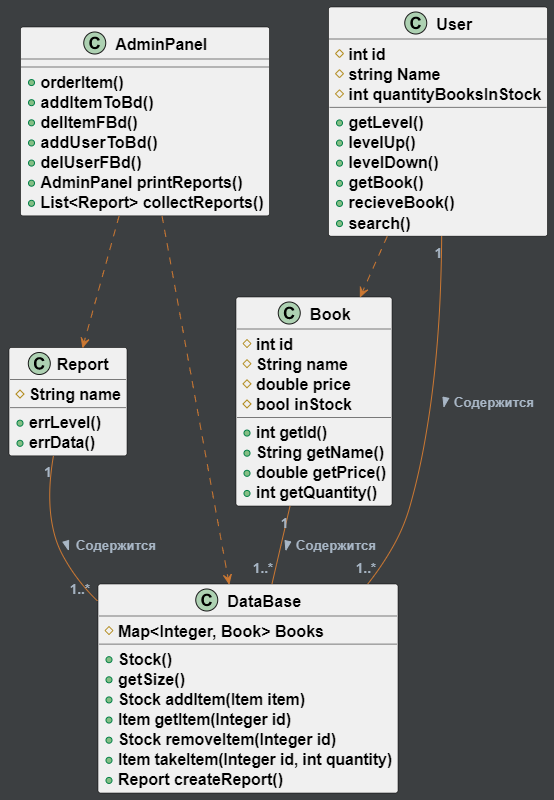 C AdminPanel
orderItem()
addItemToBd()
delItemFBd()
addUserToBd()
delUserFBd()
AdminPanel printReports()
List<Report> collectReports()
C User
int id
string Name
int quantityBooksInStock
getLevel()
levelUp()
levelDown()
getBook()
recieveBook()
search()
C Report
String name
errLevel()
errData()
C Book
int id
String name
double price
bool inStock
int getId()
String getName()
double getPrice()
int getQuantity()
1
Содержится
1..*
1
Содержится
1..*
1
Содержится
1..*
C DataBase
Map<Integer, Book> Books
Stock()
getSize()
Stock addItem(Item item)
Item getItem(Integer id)
Stock removeItem(Integer id)
Item takeItem(Integer id, int quantity)
Report createReport()